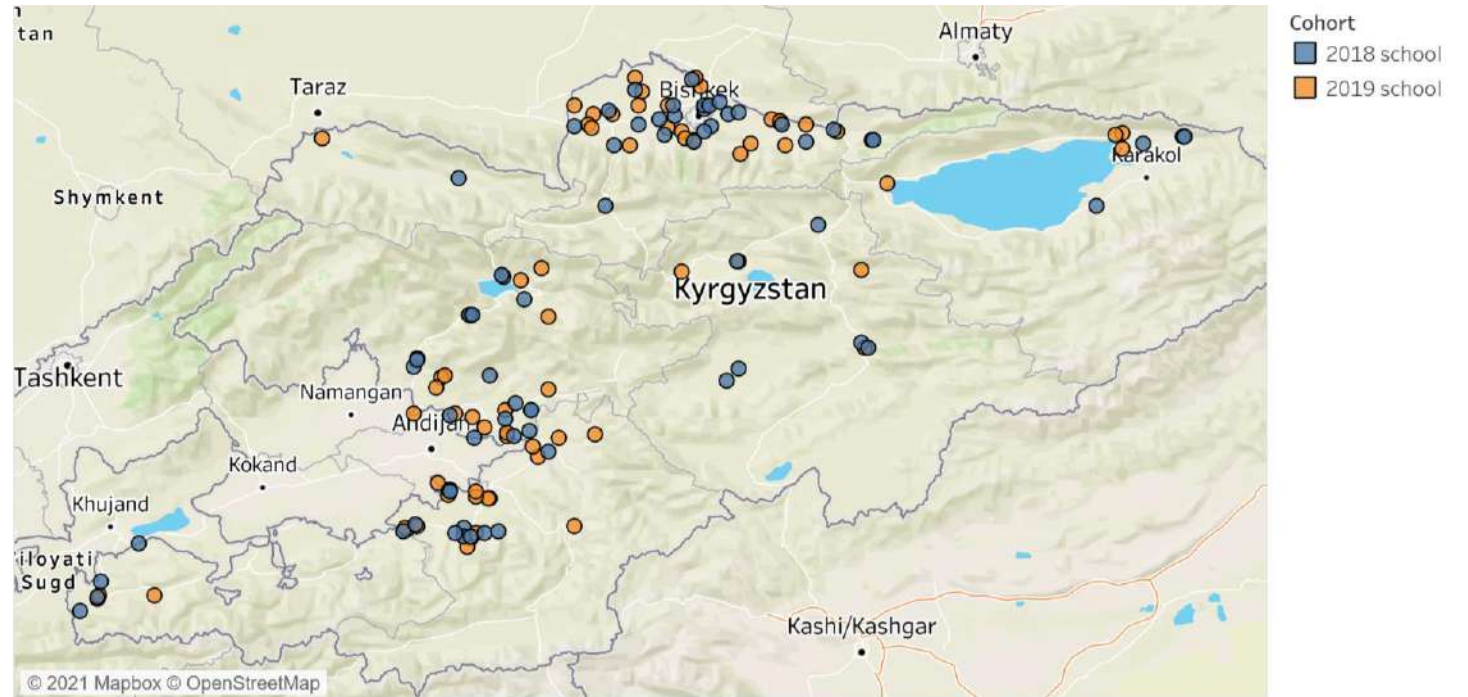 tan
Almaty
Taraz
Bishkek
Karakol
Shymkent
Kyrgyzstan
Tashkent
Namangan
Andijan
Kokand
Khujand
iloyati
Sugd
Kashi/Kashgar
© 2021 Mapbox © OpenStreetMap
Cohort
2018 school
2019 school